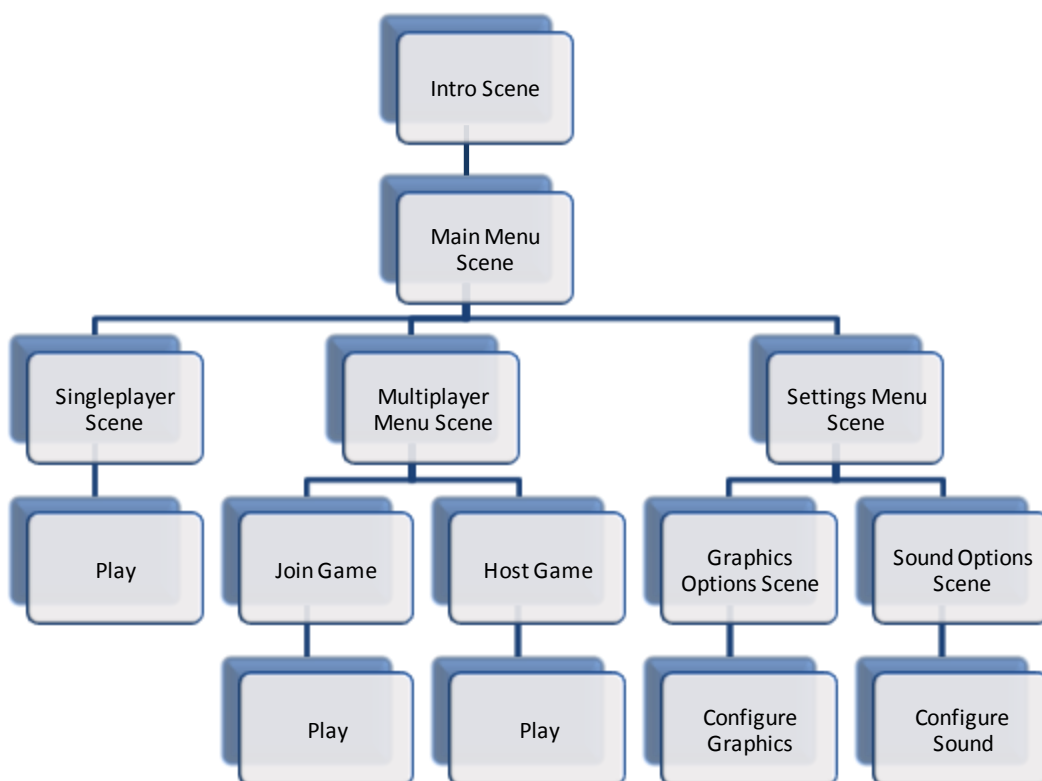 Intro Scene
Main Menu
Scene
Singleplayer
Scene
Multiplayer
Menu Scene
Settings Menu
Scene
Play
Join Game
Host Game
Graphics
Options Scene
Sound Options
Scene
Play
Play
Configure
Graphics
Configure
Sound